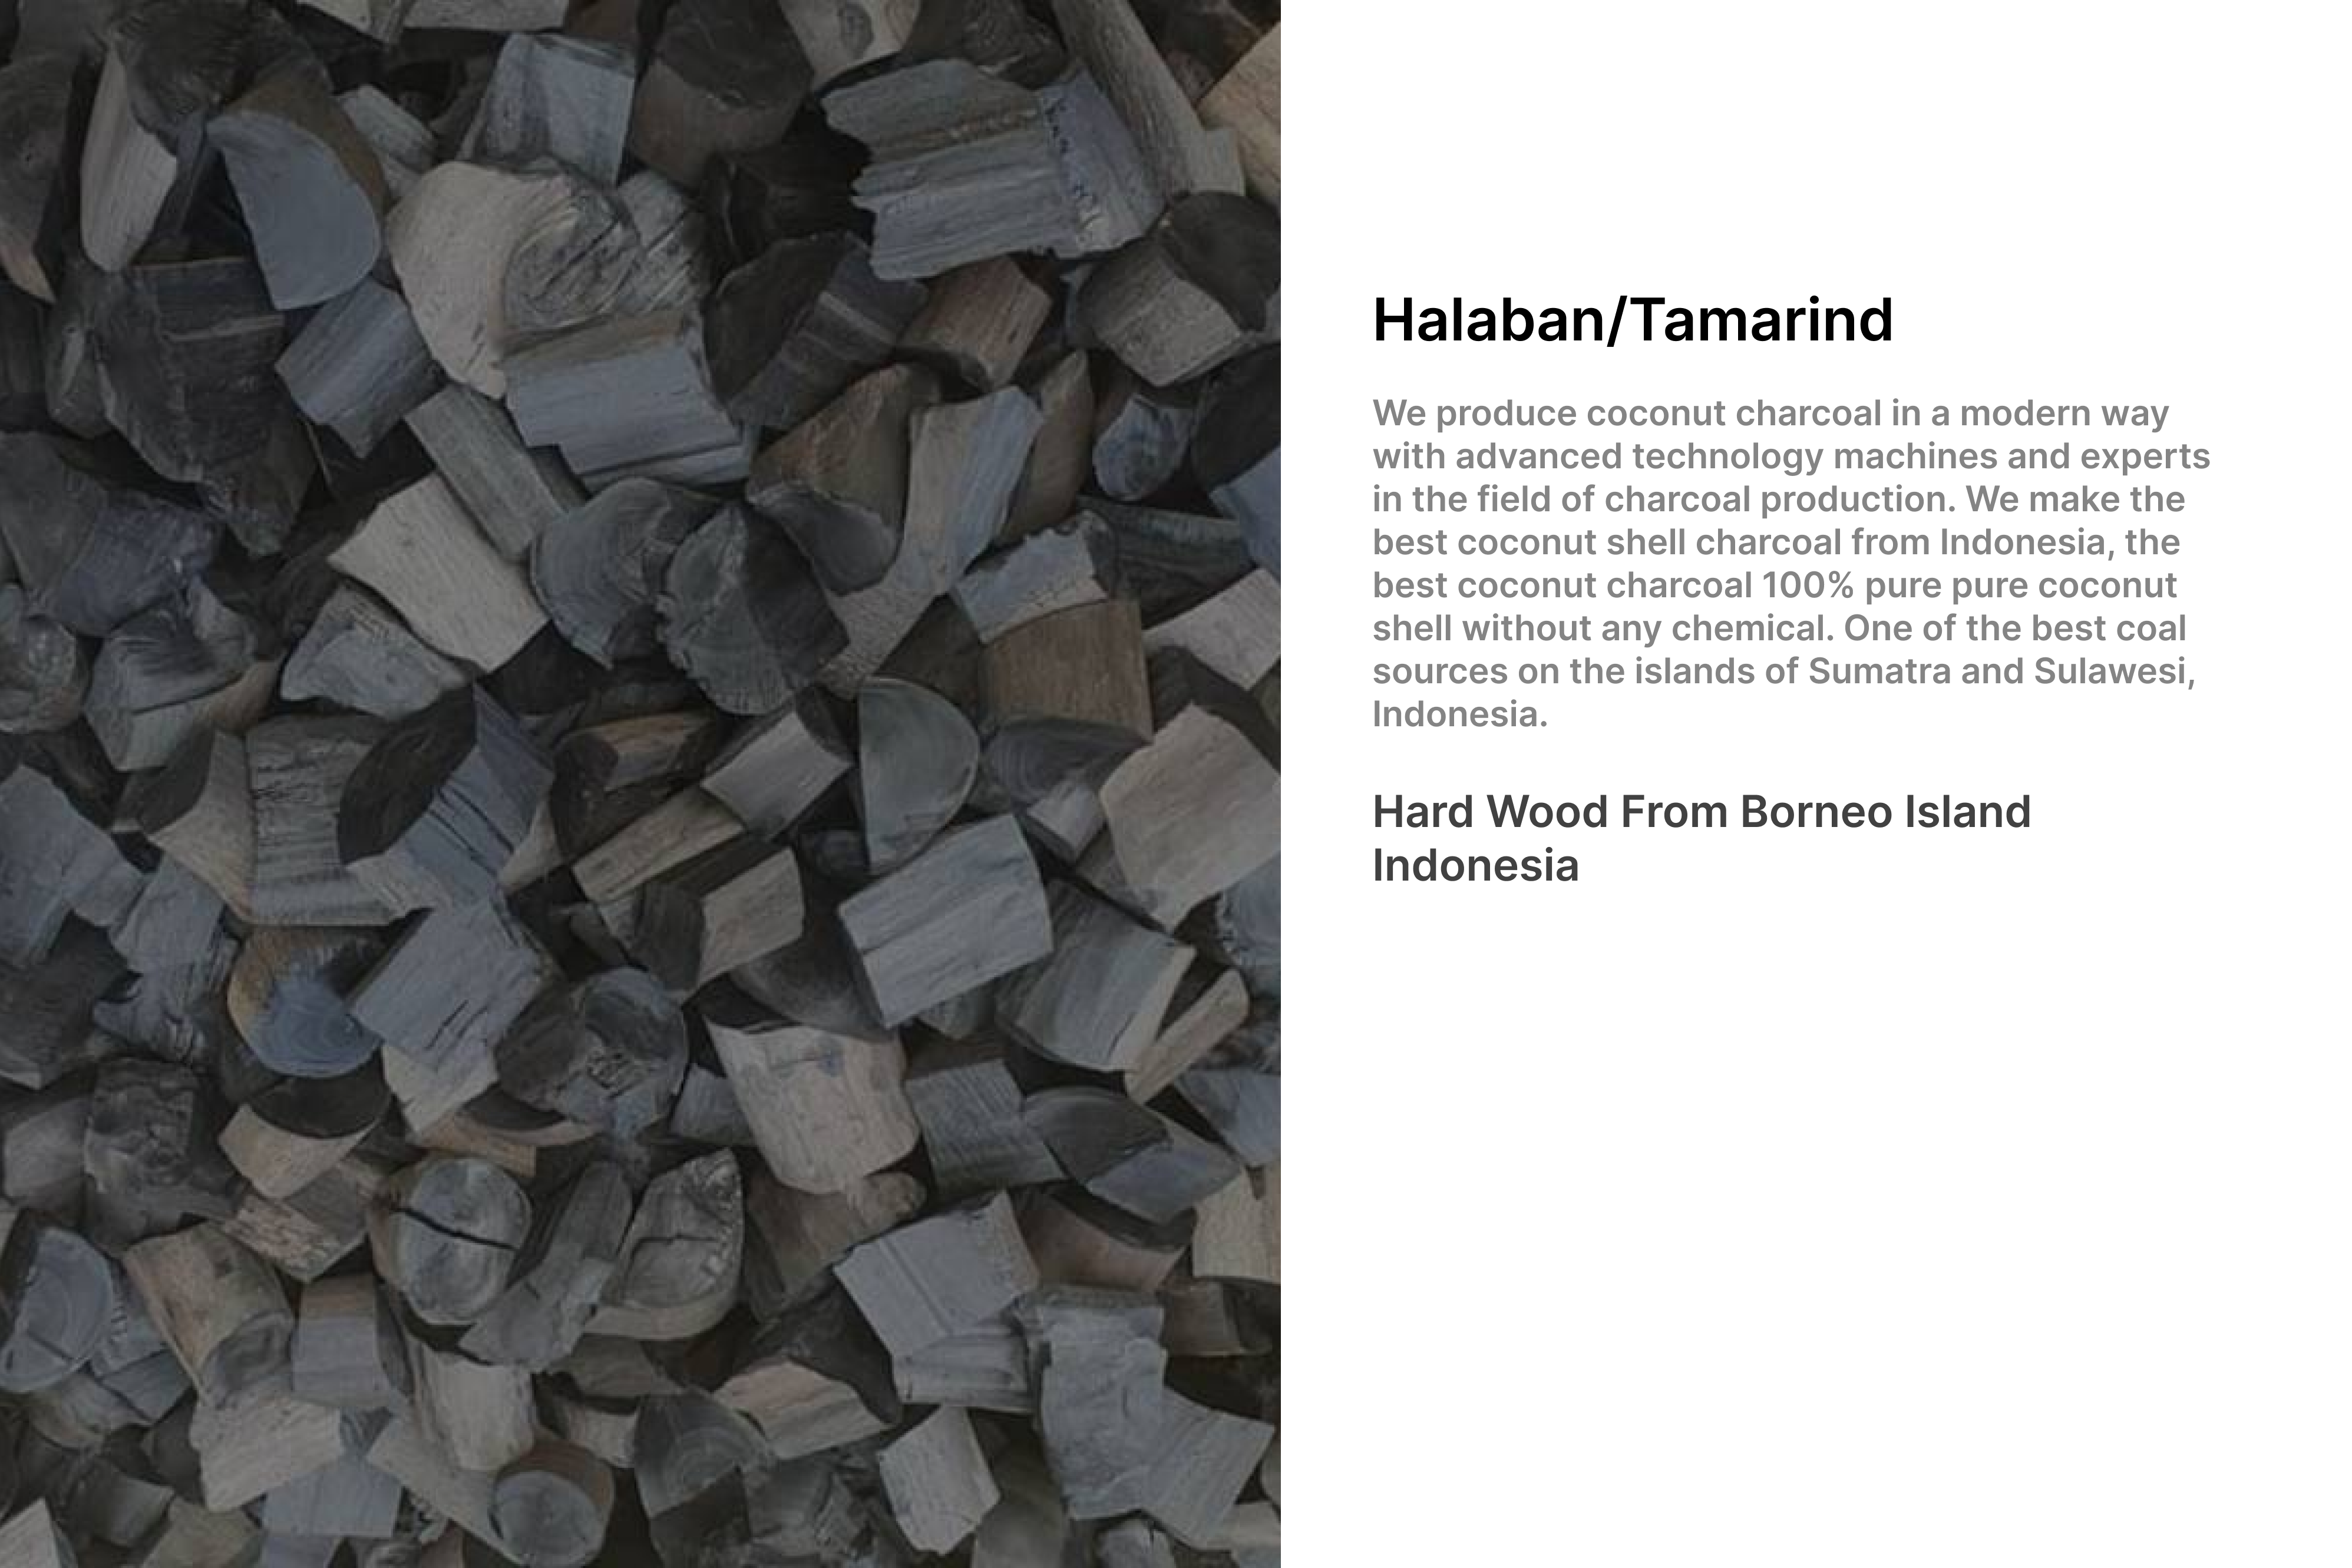 Halaban/Tamarind
We produce coconut charcoal in a modern way
with advanced technology machines and experts
in the field of charcoal production. We make the
best coconut shell charcoal from Indonesia, the
best coconut charcoal 100% pure pure coconut
shell without any chemical. One of the best coal
sources on the islands of Sumatra and Sulawesi,
Indonesia.
Hard Wood From Borneo Island
Indonesia